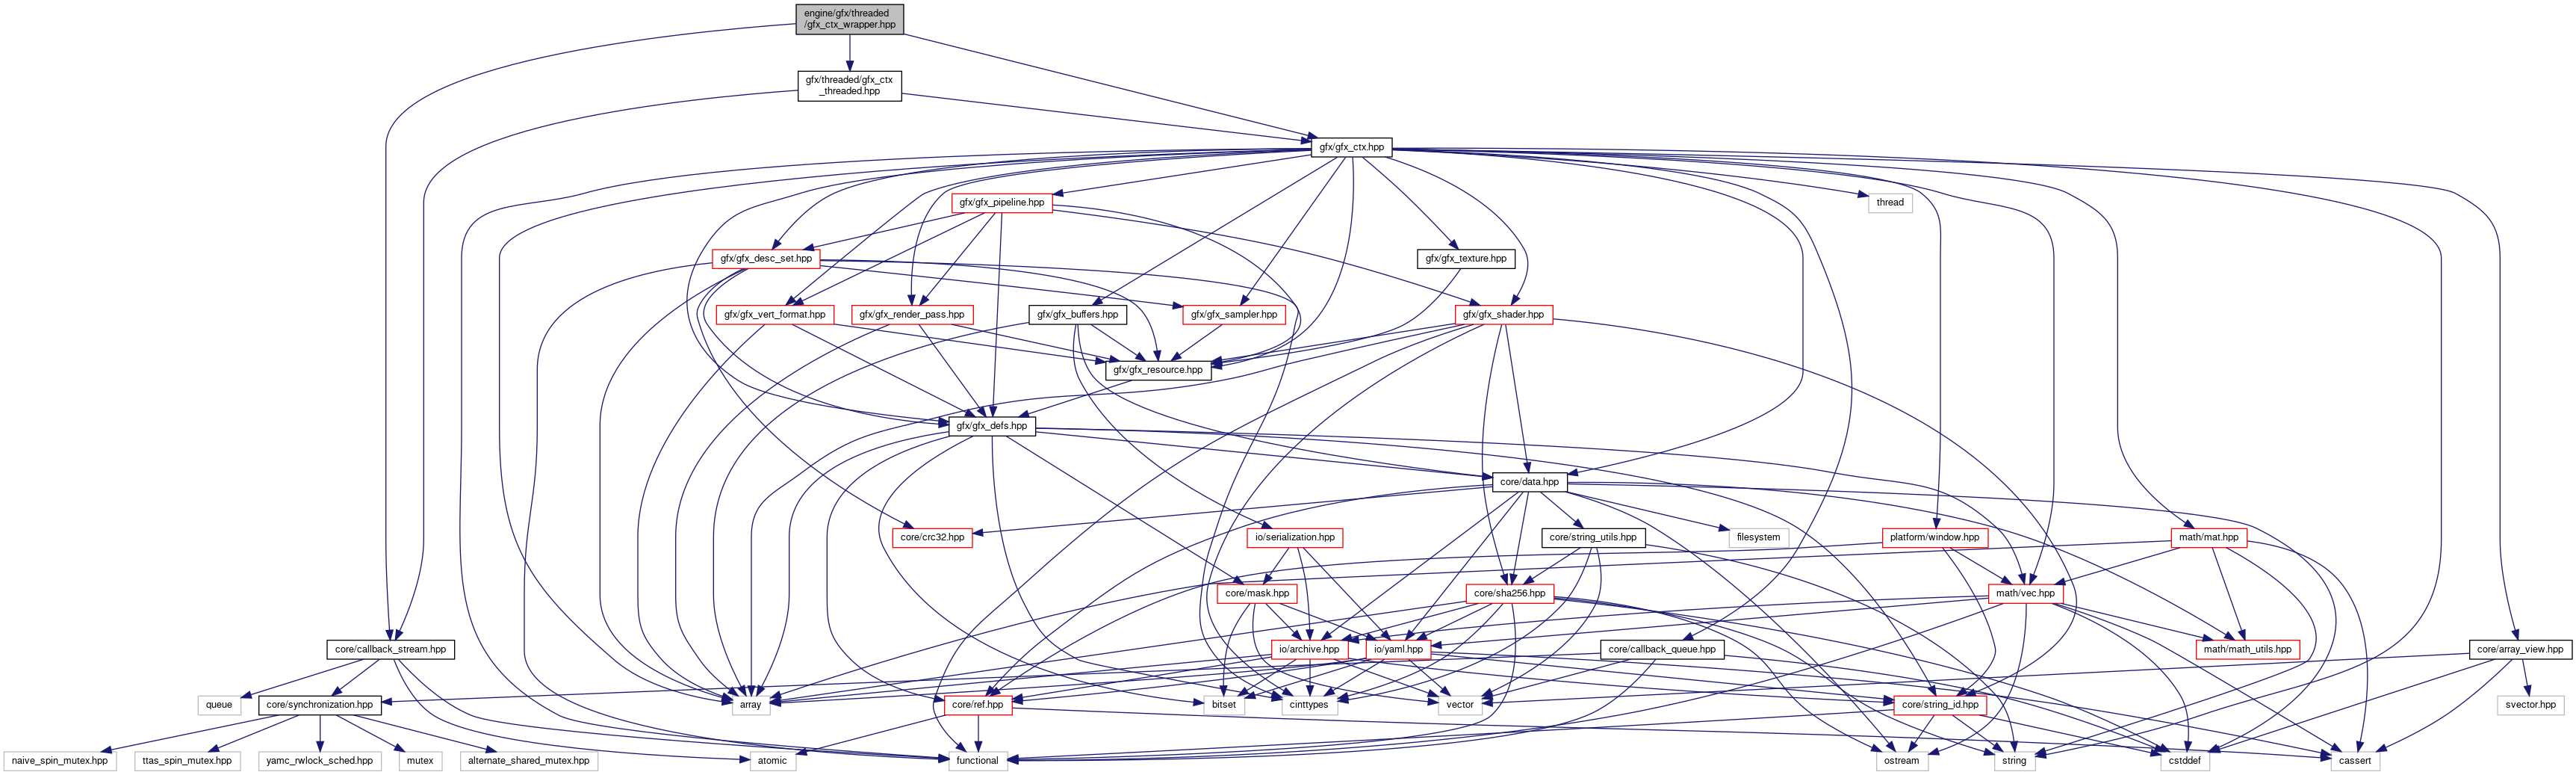 engine/gfx/threaded
/gfx_ctx_wrapper.hpp
gfx/threaded/gfx_ctx
_threaded.hpp
gfx/gfx_ctx.hpp
gfx/gfx_pipeline.hpp
thread
gfx/gfx_desc_set.hpp
gfx/gfx_texture.hpp
gfx/gfx_vert_format.hpp
gfx/gfx_render_pass.hpp
gfx/gfx_buffers.hpp
gfx/gfx_sampler.hpp
gfx/gfx_shader.hpp
gfx/gfx_resource.hpp
gfx/gfx_defs.hpp
core/data.hpp
core/crc32.hpp
io/serialization.hpp
core/string_utils.hpp
filesystem
platform/window.hpp
math/mat.hpp
core/mask.hpp
core/sha256.hpp
math/vec.hpp
core/callback_stream.hpp
io/archive.hpp
io/yaml.hpp
core/callback_queue.hpp
math/math_utils.hpp
core/array_view.hpp
queue
core/synchronization.hpp
array
core/ref.hpp
bitset
cinttypes
vector
core/string_id.hpp
svector.hpp
naive_spin_mutex.hpp
ttas_spin_mutex.hpp
yamc_rwlock_sched.hpp
mutex
alternate_shared_mutex.hpp
atomic
functional
ostream
string
cstddef
cassert